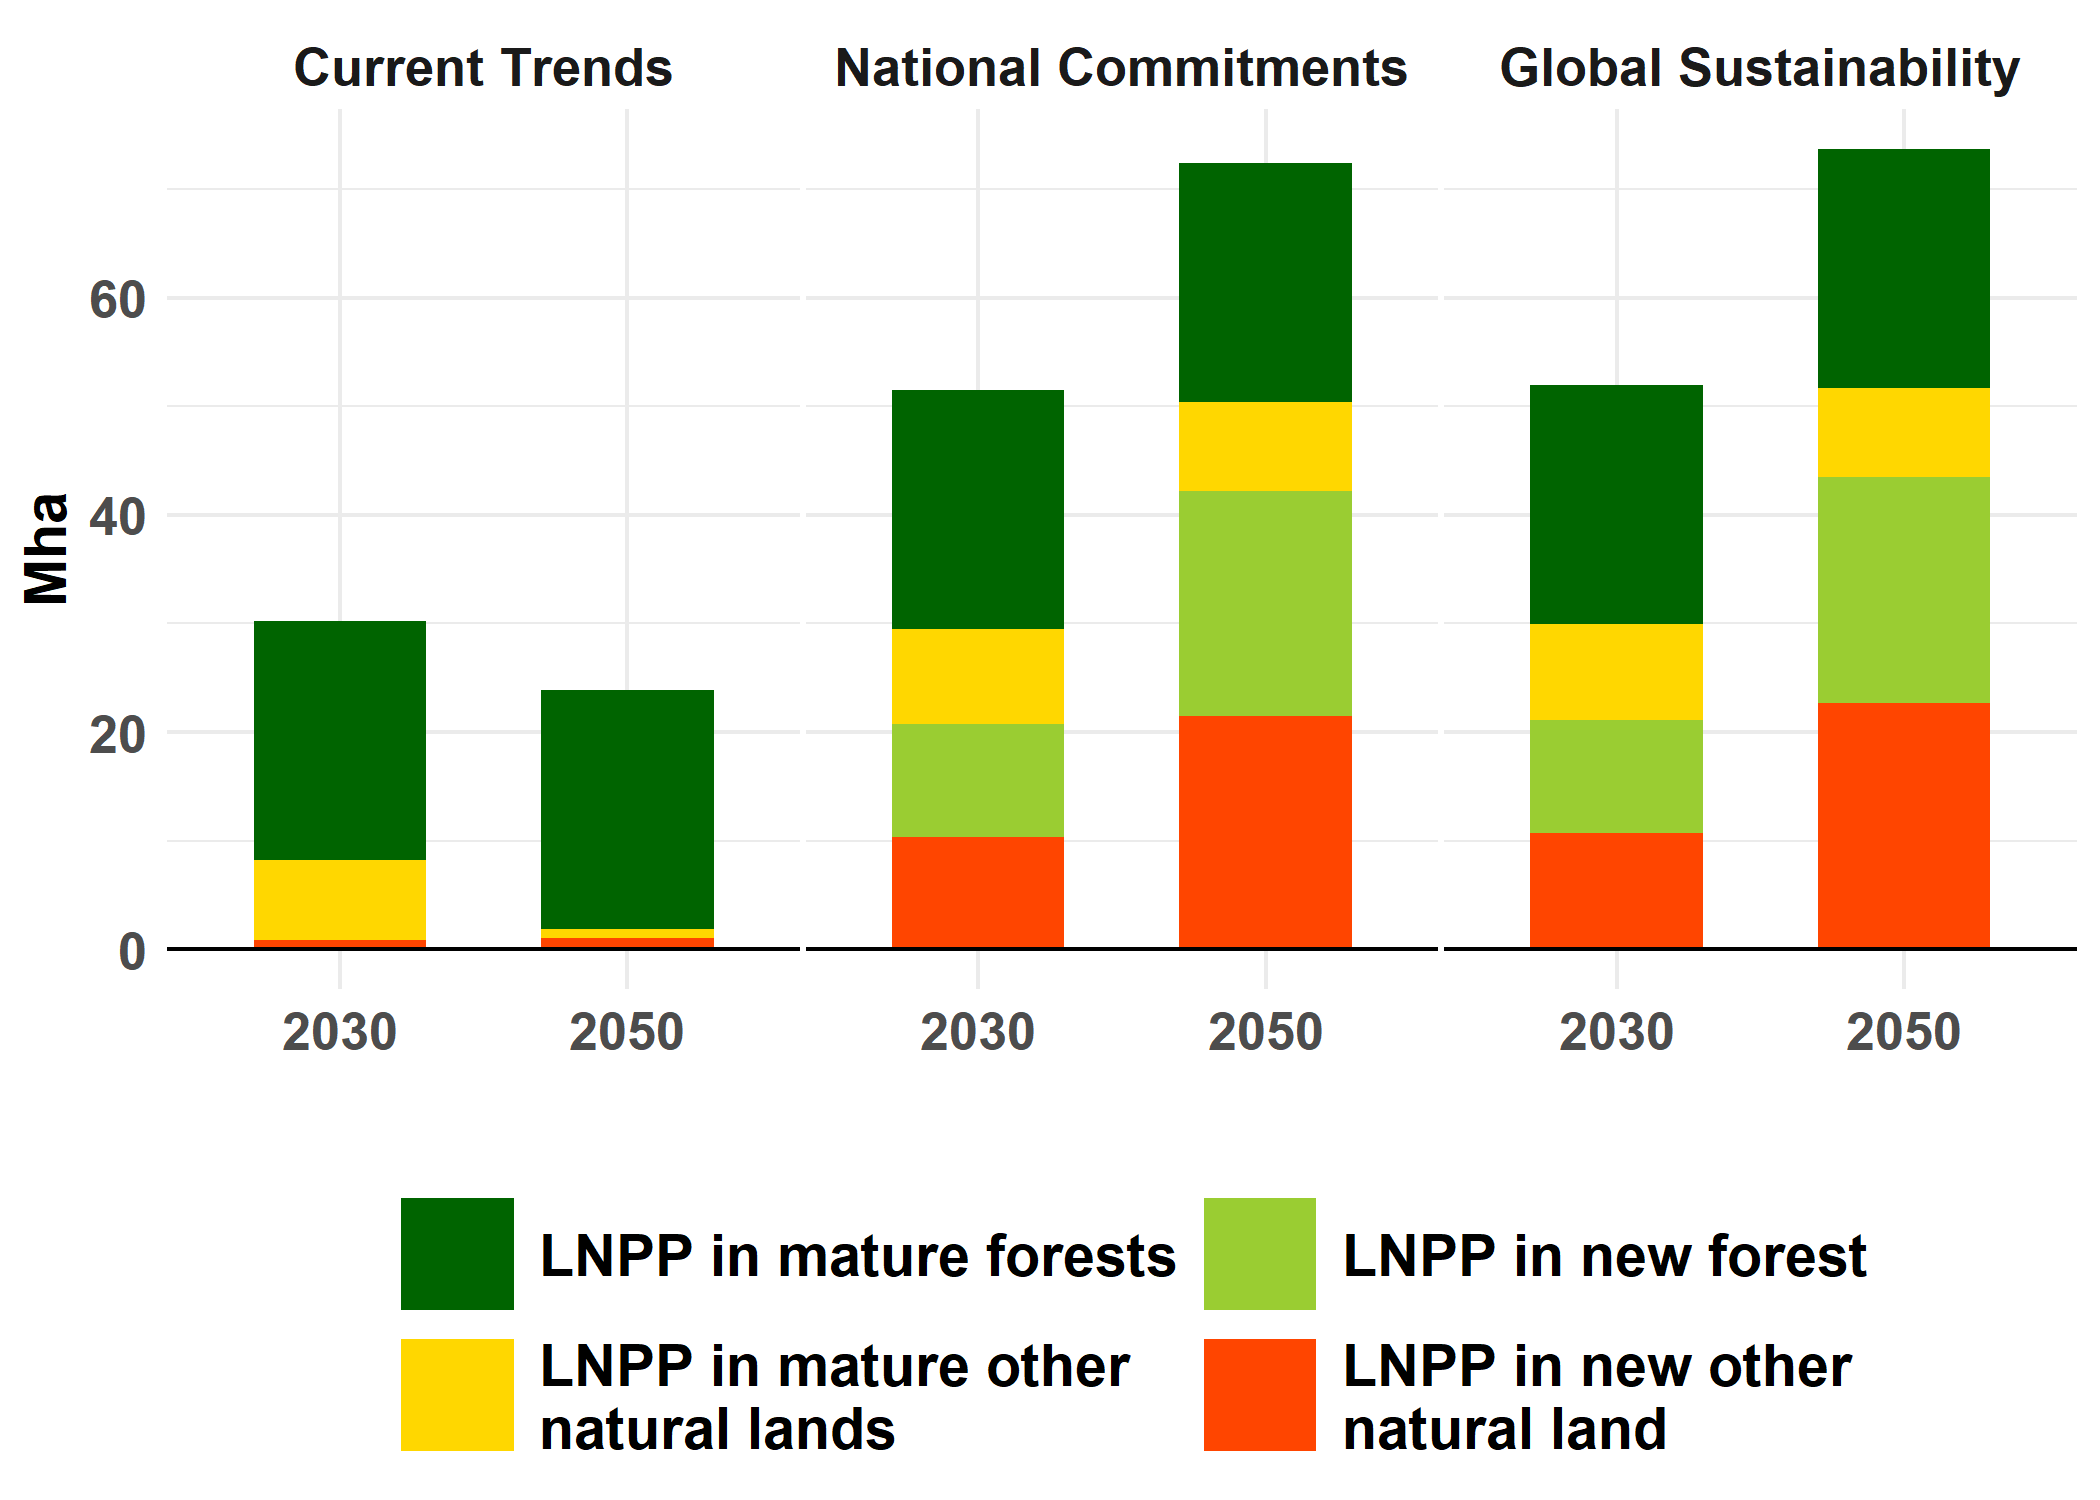 Current Trends
National Commitments
Global Sustainability
Mha
60
40
20
0
2030
2050
2030
2050
2030
2050
LNPP in mature forests
LNPP in new forest
LNPP in mature other
natural lands
LNPP in new other
natural land